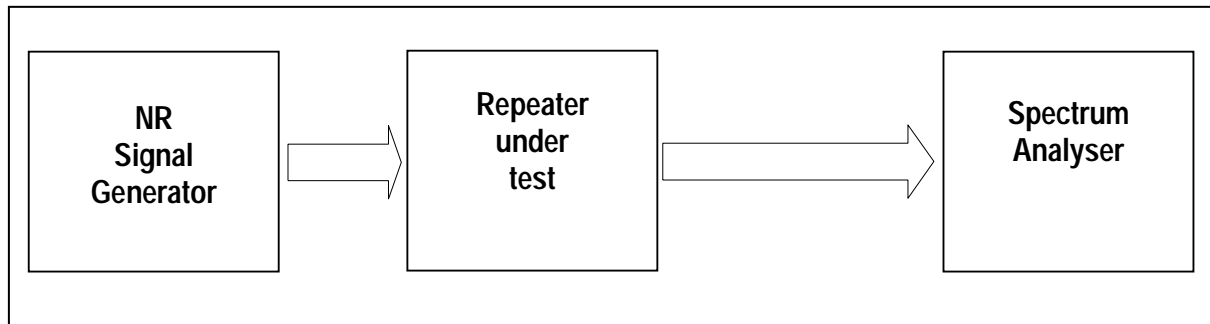 NR
Signal
Generator
Repeater
under
test
Spectrum
Analyser